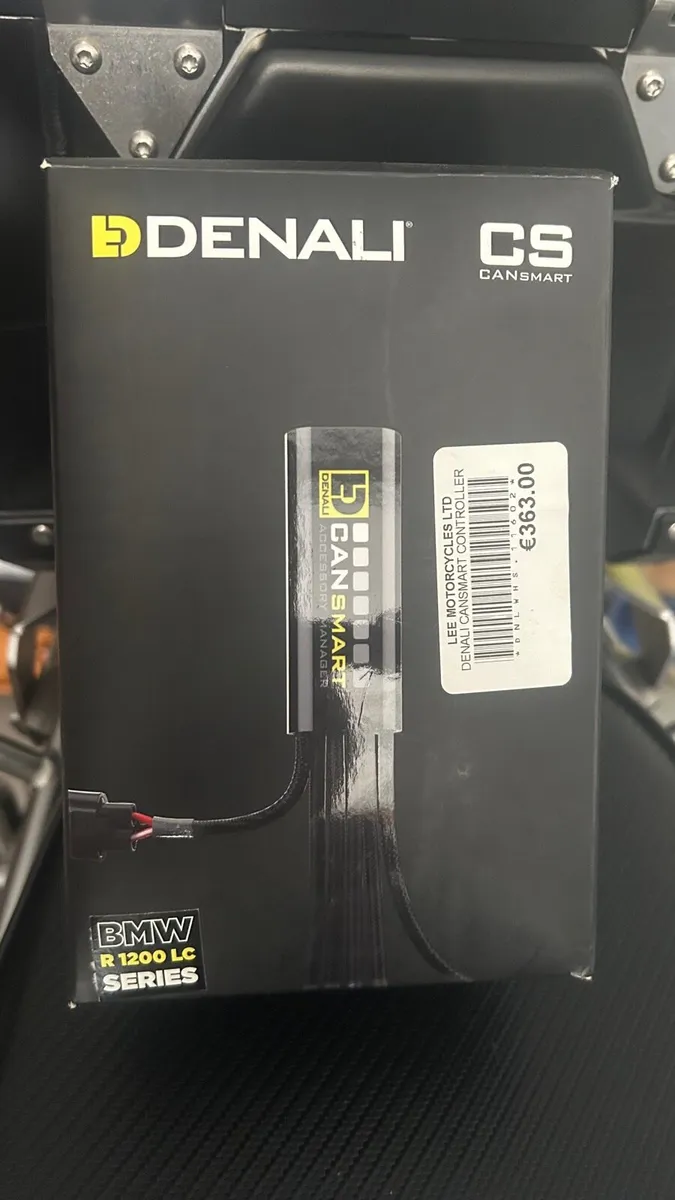 DENALI®
CS
CANSMART
DENALI
CANSMART
ACCESSORY MANAGER
LEE MOTORCYCLES LTD
DENALI CANSMART CONTROLLER
€363.00
BMW
R 1200 LC
SERIES